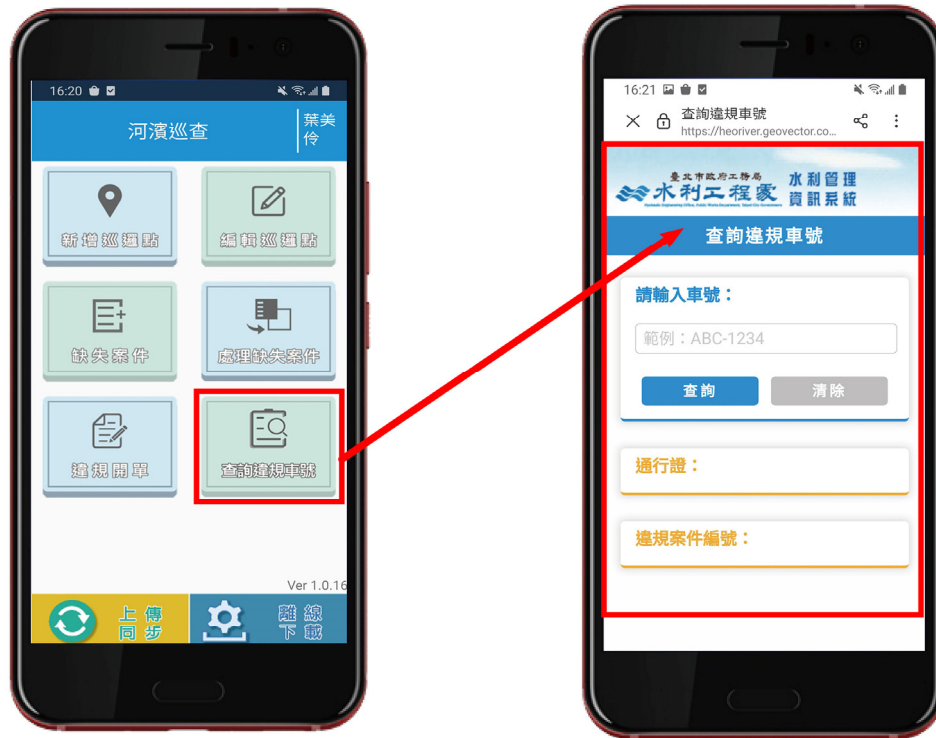 16:20
河濱巡查
葉美
伶
新增巡邏點
編輯巡邏點
缺失案件
處理缺失案件
違規開單
查詢違規車號
Ver 1.0.16
上傳
同步
離線
下載
16:21
查詢違規車號
https://heoriver.geovector.co...
臺北市政府工務局
水利工程處
水利管理
資訊系統
查詢違規車號
請輸入車號：
範例：ABC-1234
查詢
清除
通行證：
違規案件編號：